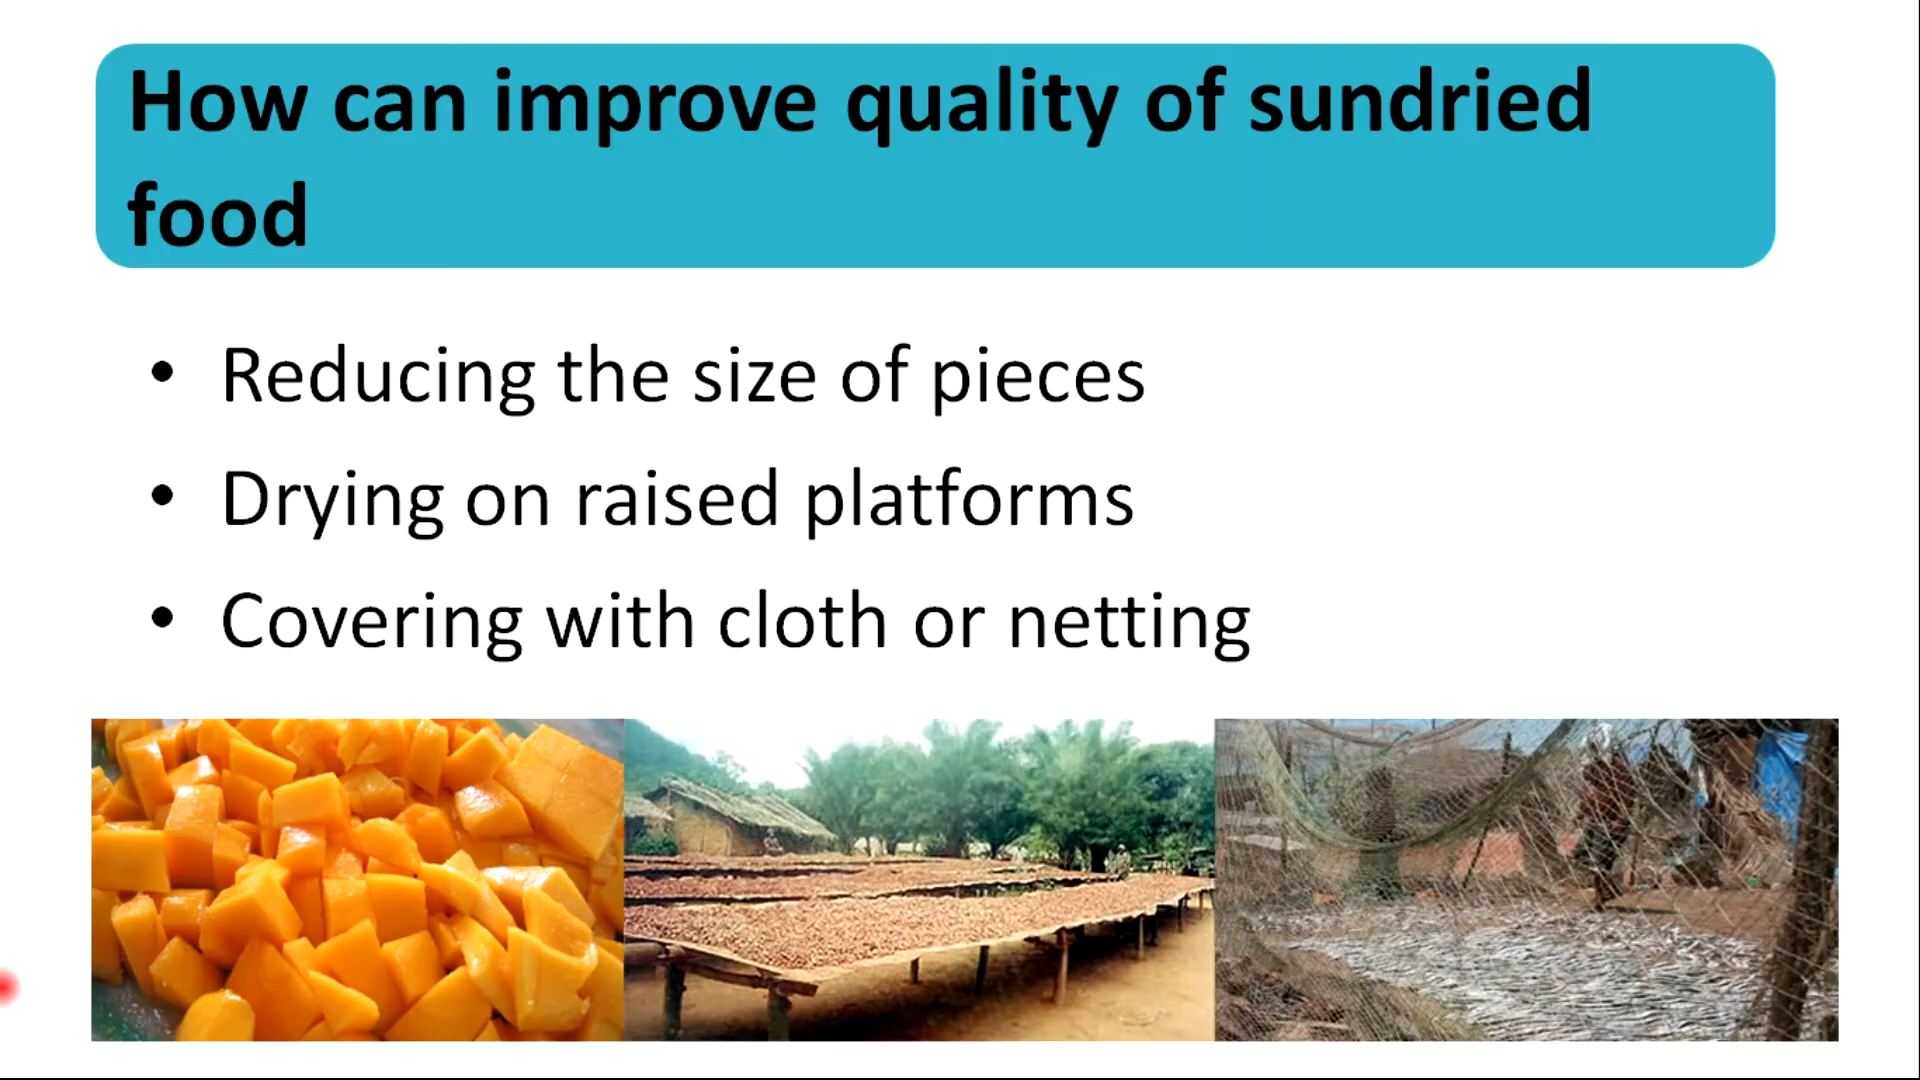 How can improve quality of sundried
food
• Reducing the size of pieces
• Drying on raised platforms
• Covering with cloth or netting